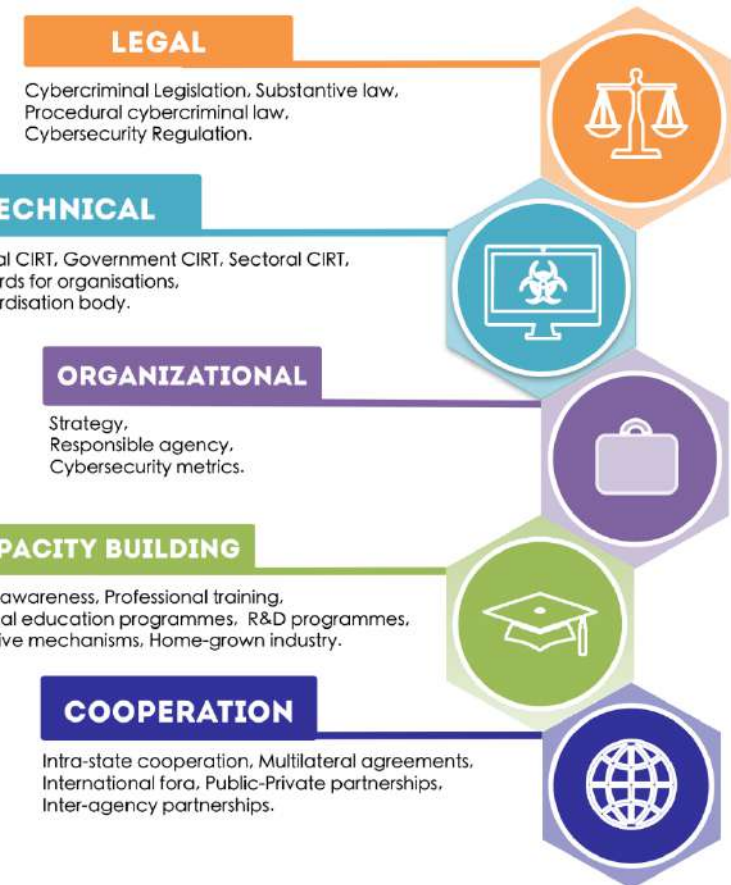 LEGAL
Cybercriminal Legislation, Substantive law,
Procedural cybercriminal law,
Cybersecurity Regulation.
ECHNICAL
al CIRT, Government CIRT, Sectoral CIRT,
rds for organisations,
rdisation body.
ORGANIZATIONAL
Strategy,
Responsible agency,
Cybersecurity metrics.
PACITY BUILDING
awareness, Professional training,
al education programmes, R&D programmes,
ive mechanisms, Home-grown industry.
COOPERATION
Intra-state cooperation, Multilateral agreements,
International fora, Public-Private partnerships,
Inter-agency partnerships.